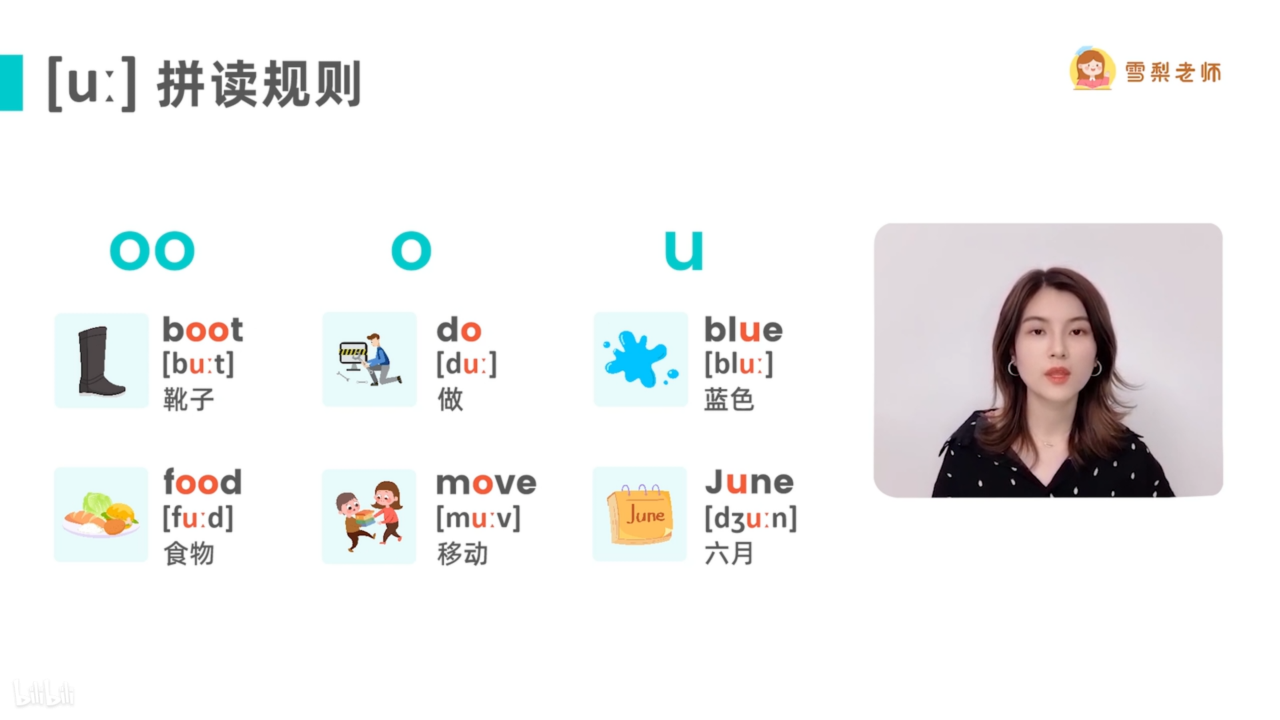 [uː] 拼读规则
雪梨老师
oo
o
u
boot
[buːt]
靴子
do
[duː]
做
blue
[bluː]
蓝色
food
[fuːd]
食物
move
[muːv]
移动
June
June
[dʒuːn]
六月
bilibili